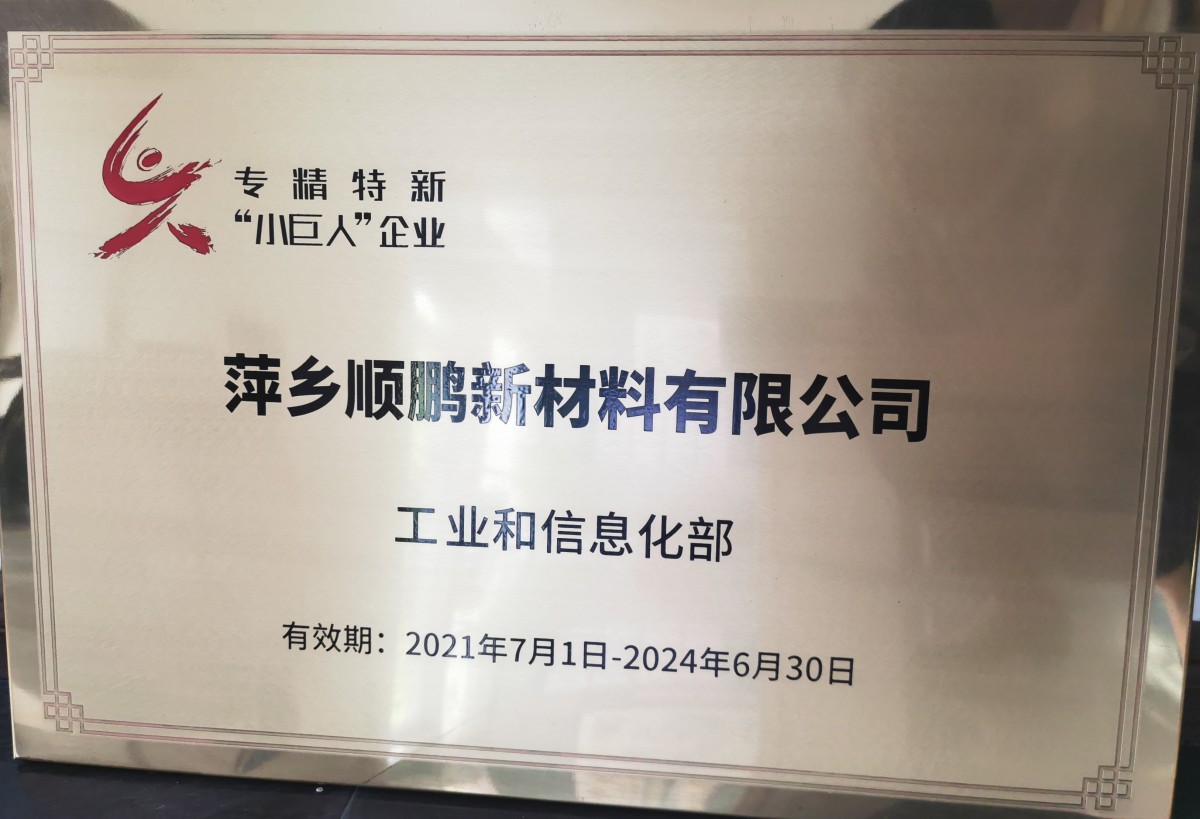 专精特新
“小巨人”企业
萍乡顺鹏新材料有限公司
工业和信息化部
有效期：2021年7月1日-2024年6月30日